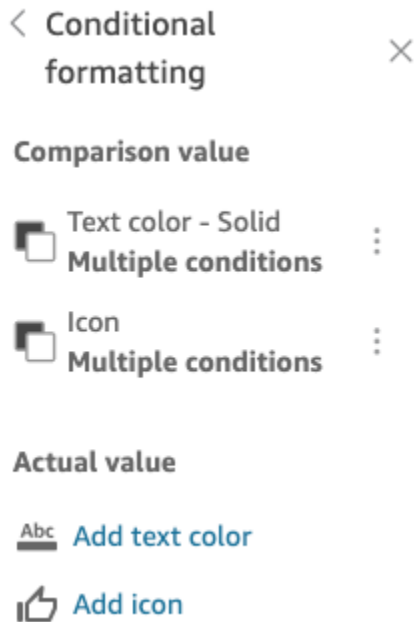 Conditional
formatting
Comparison value
Text color - Solid
Multiple conditions
Icon
Multiple conditions
Actual value
Abc Add text color
Add icon